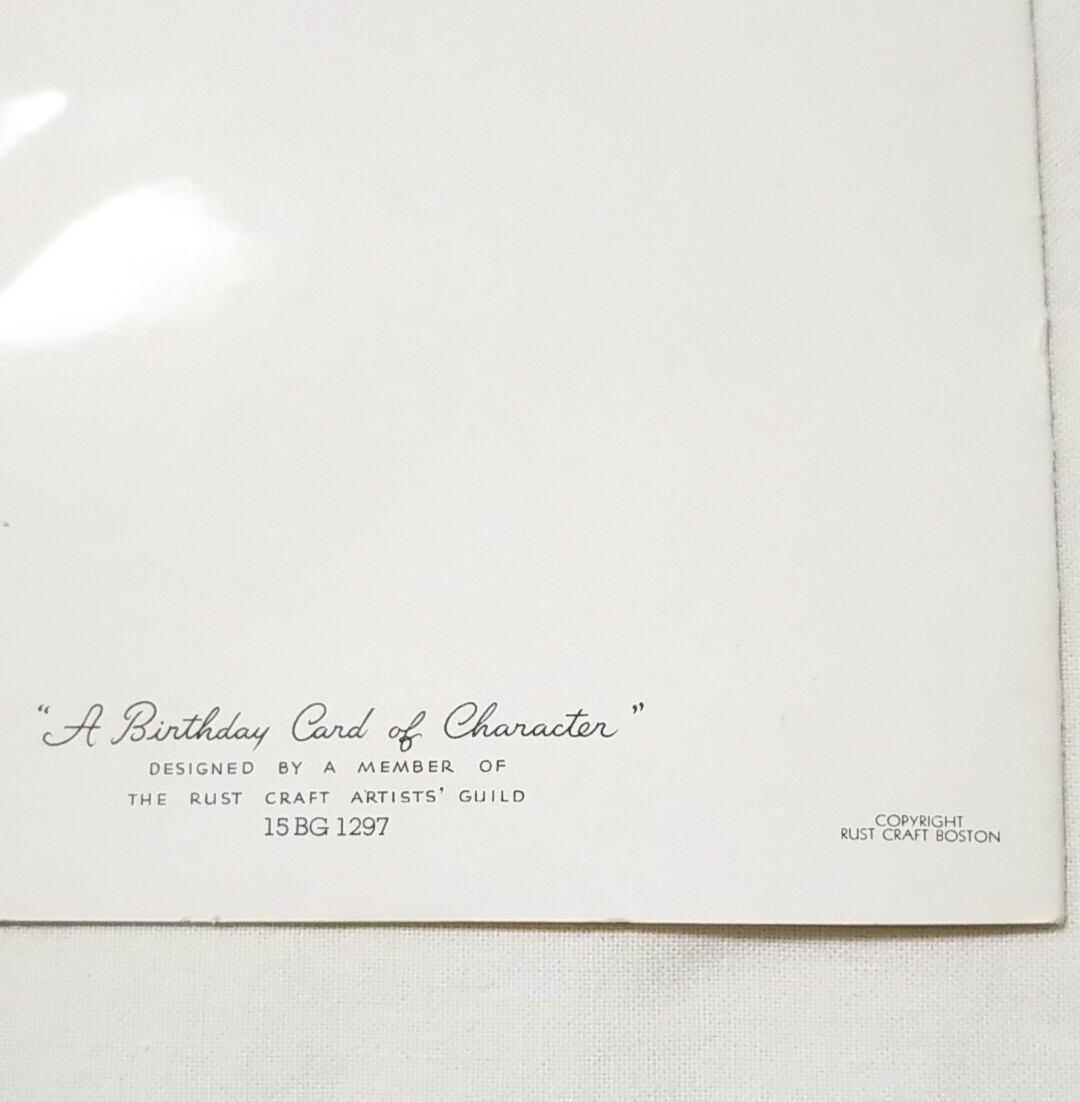 “A Birthday Card of Character”
DESIGNED BY A MEMBER OF
THE RUST CRAFT ARTISTS' GUILD
15 BG 1297
COPYRIGHT
RUST CRAFT BOSTON